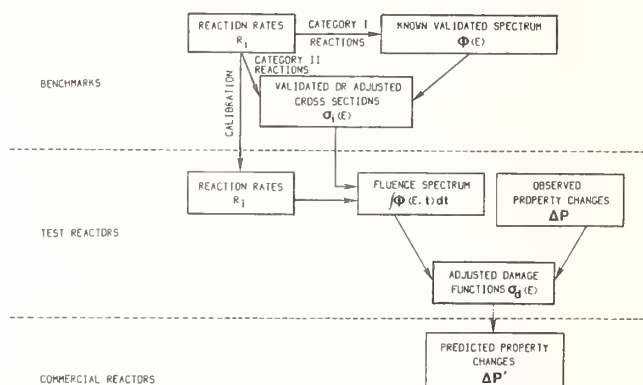 REACTION RATES
R i
CATEGORY I
REACTIONS
KNOWN VALIDATED SPECTRUM
Φ(E)
CATEGORY II
REACTIONS
BENCHMARKS
CALIBRATION
VALIDATED OR ADJUSTED
CROSS SECTIONS
σi(E)
REACTION RATES
Ri
FLUENCE SPECTRUM
∫Φ(E,t)dt
OBSERVED
PROPERTY CHANGES
ΔP
TEST REACTORS
ADJUSTED DAMAGE
FUNCTIONS σd(E)
PREDICTED PROPERTY
CHANGES
ΔP'
COMMERCIAL REACTORS